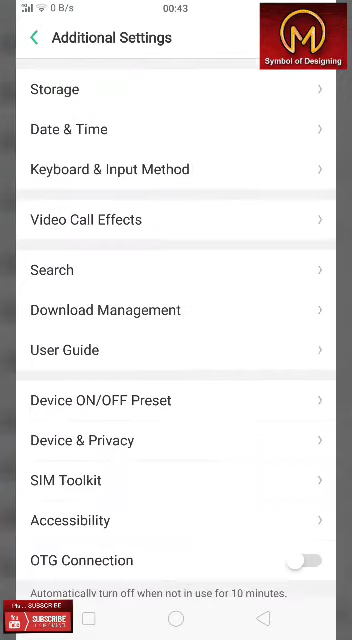 0 B/s
00:43
Additional Settings
Symbol of Designing
Storage
Date & Time
Keyboard & Input Method
Video Call Effects
Search
Download Management
User Guide
Device ON/OFF Preset
Device & Privacy
SIM Toolkit
Accessibility
OTG Connection
Automatically turn off when not in use for 10 minutes.
SUBSCRIBE
SUBSCRIBE